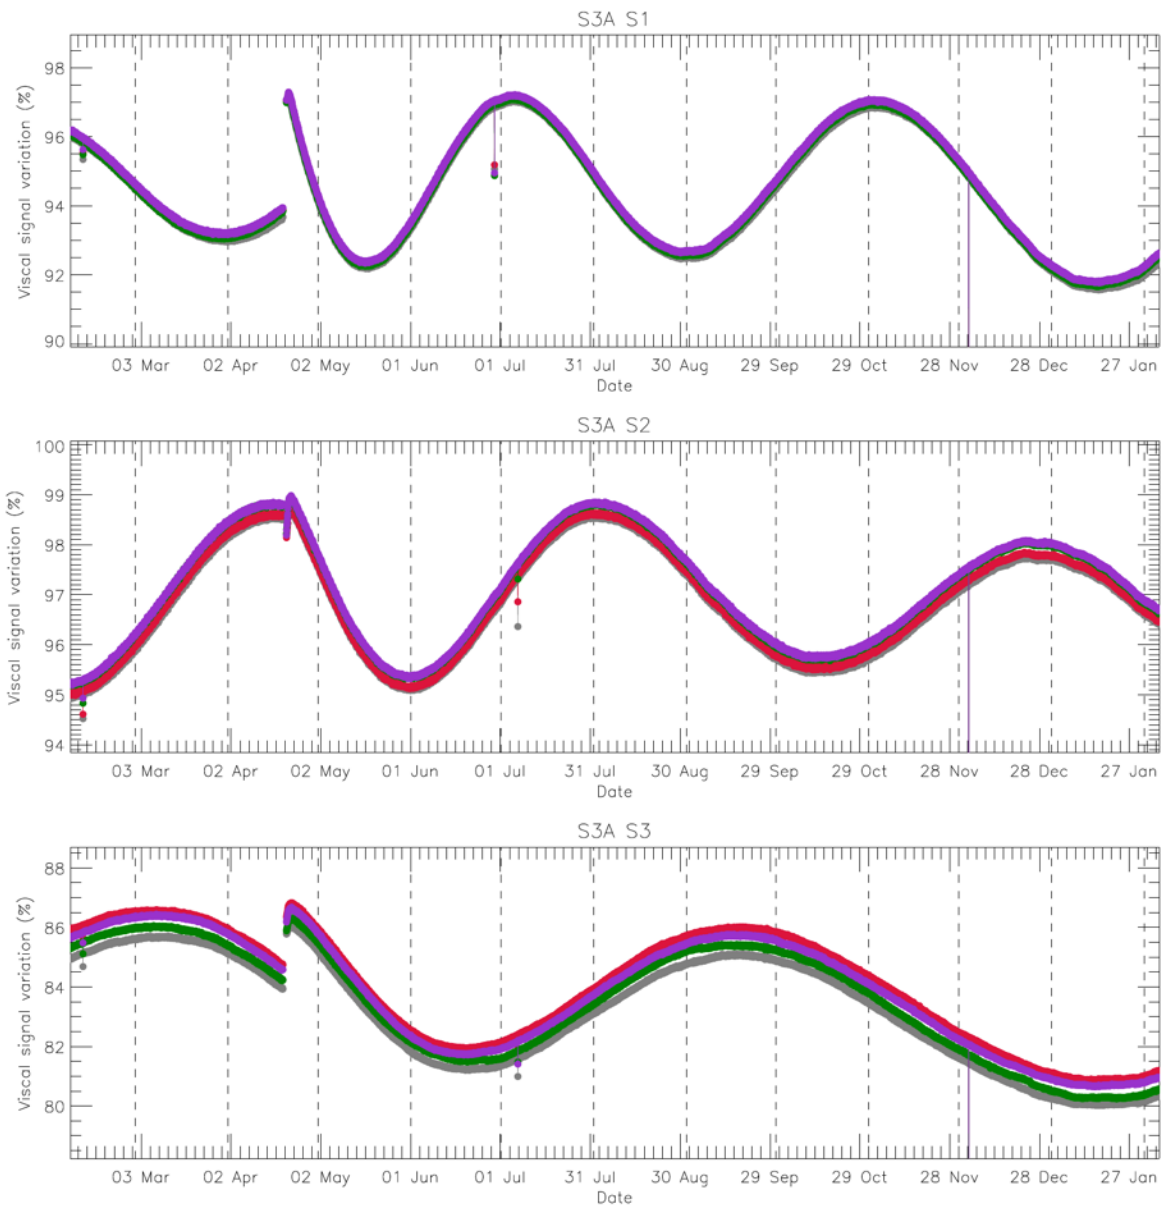 S3A S1
Viscal signal variation (%)
98
96
94
92
90
03 Mar 02 Apr 02 May 01 Jun 01 Jul 31 Jul 30 Aug 29 Sep 29 Oct 28 Nov 28 Dec 27 Jan
Date
S3A S2
Viscal signal variation (%)
100
99
98
97
96
95
94
03 Mar 02 Apr 02 May 01 Jun 01 Jul 31 Jul 30 Aug 29 Sep 29 Oct 28 Nov 28 Dec 27 Jan
Date
S3A S3
Viscal signal variation (%)
88
86
84
82
80
03 Mar 02 Apr 02 May 01 Jun 01 Jul 31 Jul 30 Aug 29 Sep 29 Oct 28 Nov 28 Dec 27 Jan
Date